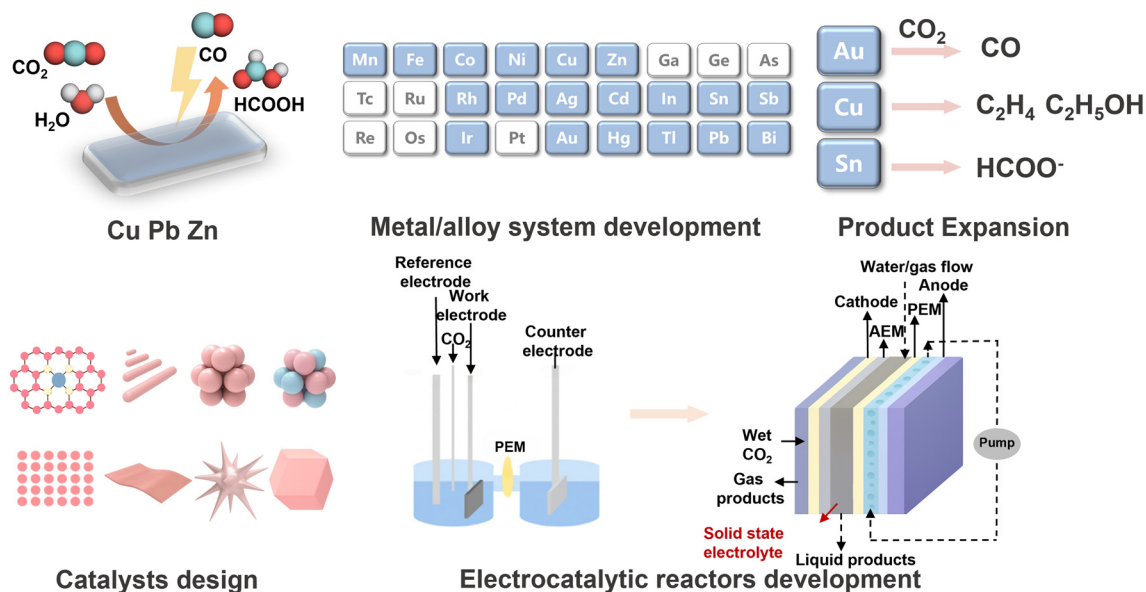 CO₂
H₂O
CO
HCOOH
Cu Pb Zn
Mn Fe Co Ni Cu Zn Ga Ge As
Tc Ru Rh Pd Ag Cd In Sn Sb
Re Os Ir Pt Au Hg Tl Pb Bi
Metal/alloy system development
Au CO₂ CO
Cu C₂H₄ C₂H₅OH
Sn HCOO⁻
Product Expansion
Catalysts design
Reference
electrode
Work
electrode
CO₂
Counter
electrode
PEM
Water/gas flow
Anode
Cathode
PEM
AEM
Wet
CO₂
Gas
products
Pump
Solid state
electrolyte
Liquid products
Electrocatalytic reactors development